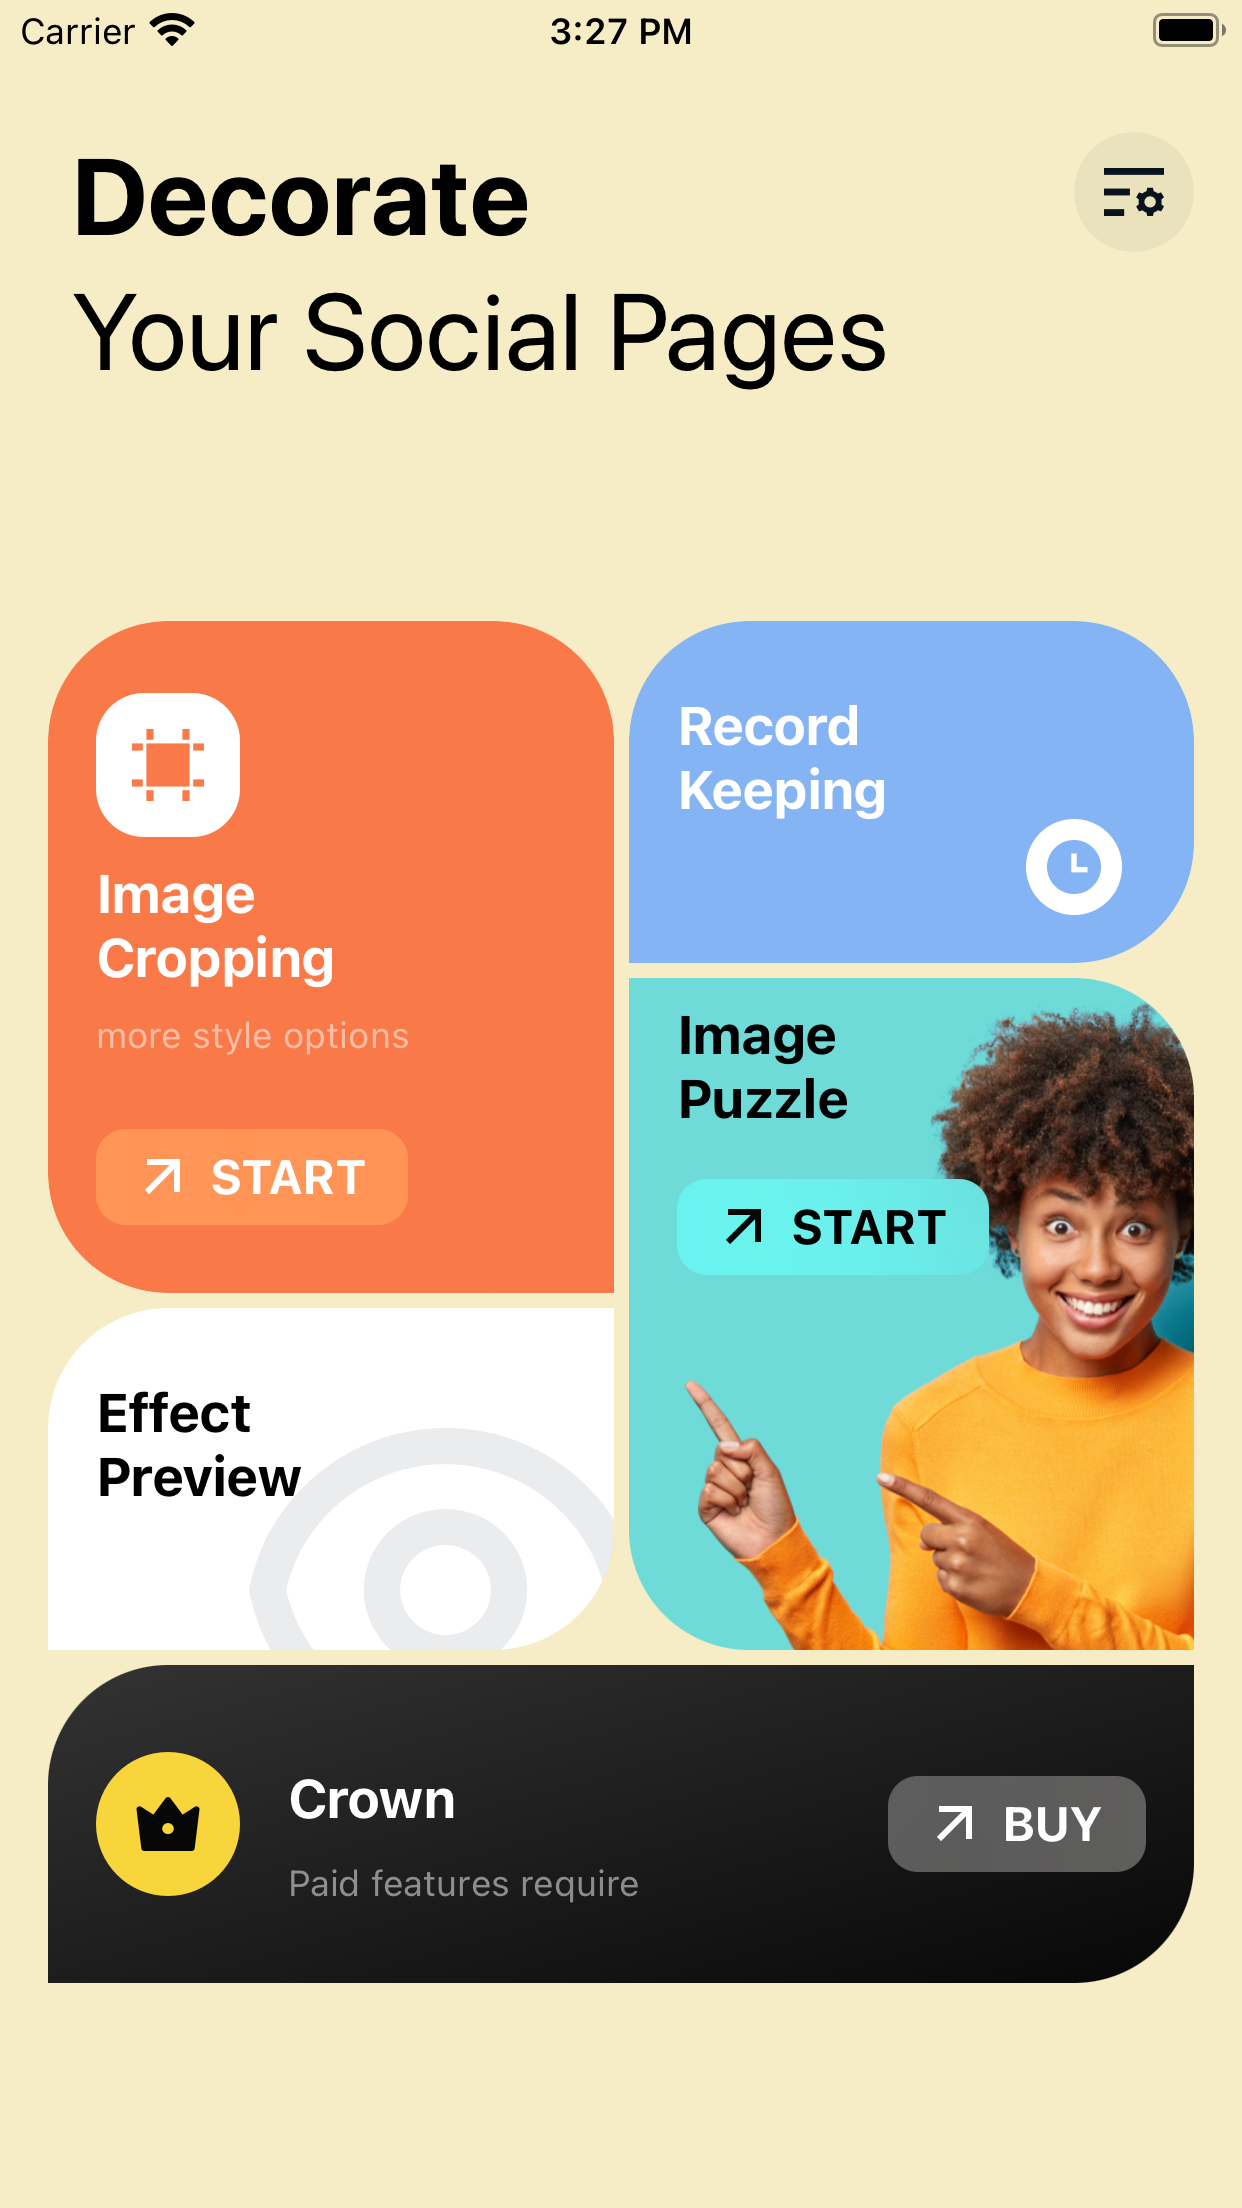 Carrier
3:27 PM
Decorate
Your Social Pages
Image
Cropping
more style options
START
Record
Keeping
Image
Puzzle
START
Effect
Preview
Crown
Paid features require
BUY